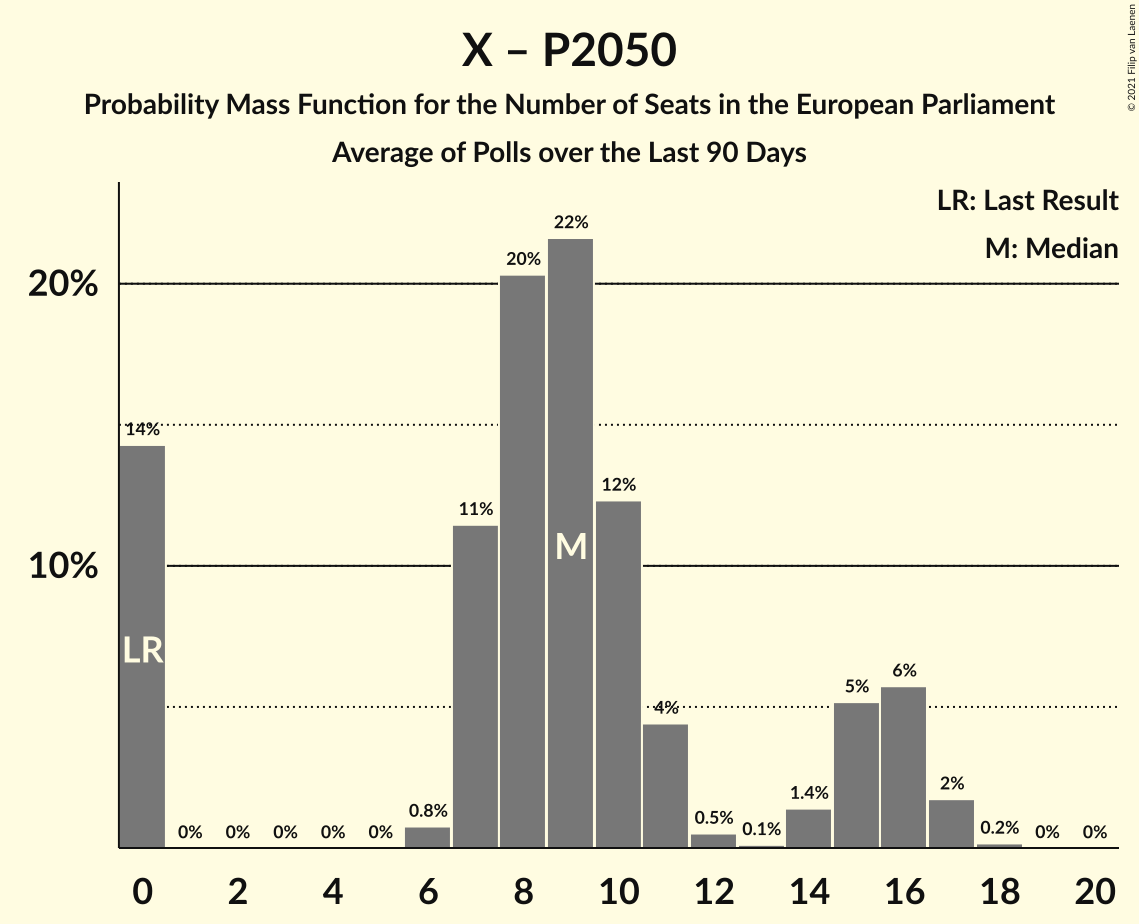 X – P2050
Probability Mass Function for the Number of Seats in the European Parliament
Average of Polls over the Last 90 Days
© 2021 Filip van Laenen
LR: Last Result
M: Median
20%
10%
14%
0%
0%
0%
0%
0%
0.8%
11%
20%
22%
12%
4%
0.5%
0.1%
1.4%
5%
6%
2%
0.2%
0%
0%
LR
M
0 2 4 6 8 10 12 14 16 18 20